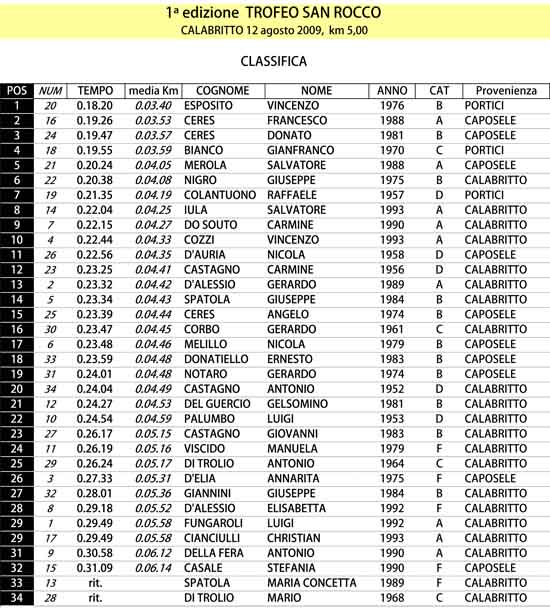 1ª edizione TROFEO SAN ROCCO
CALABRITTO 12 agosto 2009, km 5,00
CLASSIFICA
POS NUM TEMPO media Km COGNOME NOME ANNO CAT Provenienza
1 20 0.18.20 0.03.40 ESPOSITO VINCENZO 1976 B PORTICI
2 16 0.19.26 0.03.53 CERES FRANCESCO 1988 A CAPOSELE
3 24 0.19.47 0.03.57 CERES DONATO 1981 B CAPOSELE
4 18 0.19.55 0.03.59 BIANCO GIANFRANCO 1970 C PORTICI
5 21 0.20.24 0.04.05 MEROLA SALVATORE 1988 A CAPOSELE
6 22 0.20.38 0.04.08 NIGRO GIUSEPPE 1975 B CALABRITTO
7 19 0.21.35 0.04.19 COLANTUONO RAFFAELE 1957 D PORTICI
8 14 0.22.04 0.04.25 IULA SALVATORE 1993 A CALABRITTO
9 7 0.22.15 0.04.27 DO SOUTO CARMINE 1990 A CALABRITTO
10 4 0.22.44 0.04.33 COZZI VINCENZO 1993 A CALABRITTO
11 26 0.22.56 0.04.35 D'AURIA NICOLA 1958 D CAPOSELE
12 23 0.23.25 0.04.41 CASTAGNO CARMINE 1956 D CALABRITTO
13 2 0.23.32 0.04.42 D'ALESSIO GERARDO 1989 A CALABRITTO
14 5 0.23.34 0.04.43 SPATOLA GIUSEPPE 1984 B CALABRITTO
15 25 0.23.39 0.04.44 CERES ANGELO 1974 B CAPOSELE
16 30 0.23.47 0.04.45 CORBO GERARDO 1961 C CALABRITTO
17 6 0.23.48 0.04.46 MELILLO NICOLA 1979 B CAPOSELE
18 33 0.23.59 0.04.48 DONATIELLO ERNESTO 1983 B CAPOSELE
19 31 0.24.01 0.04.48 NOTARO GERARDO 1974 B CAPOSELE
20 34 0.24.04 0.04.49 CASTAGNO ANTONIO 1952 D CALABRITTO
21 12 0.24.27 0.04.53 DEL GUERCIO GELSOMINO 1981 B CALABRITTO
22 10 0.24.54 0.04.59 PALUMBO LUIGI 1953 D CALABRITTO
23 27 0.26.17 0.05.15 CASTAGNO GIOVANNI 1983 B CALABRITTO
24 11 0.26.19 0.05.16 VISCIDO MANUELA 1979 F CALABRITTO
25 29 0.26.24 0.05.17 DI TROLIO ANTONIO 1964 C CALABRITTO
26 3 0.27.33 0.05.31 D'ELIA ANNARITA 1975 F CAPOSELE
27 32 0.28.01 0.05.36 GIANNINI GIUSEPPE 1984 B CALABRITTO
28 8 0.29.18 0.05.52 D'ALESSIO ELISABETTA 1992 F CALABRITTO
29 1 0.29.49 0.05.58 FUNGAROLI LUIGI 1992 A CALABRITTO
29 17 0.29.49 0.05.58 CIANCIULLI CHRISTIAN 1993 A CALABRITTO
31 9 0.30.58 0.06.12 DELLA FERA ANTONIO 1990 A CALABRITTO
32 15 0.31.09 0.06.14 CASALE STEFANIA 1990 F CAPOSELE
33 13 rit. SPATOLA MARIA CONCETTA 1989 F CALABRITTO
34 28 rit. DI TROLIO MARIO 1968 C CALABRITTO